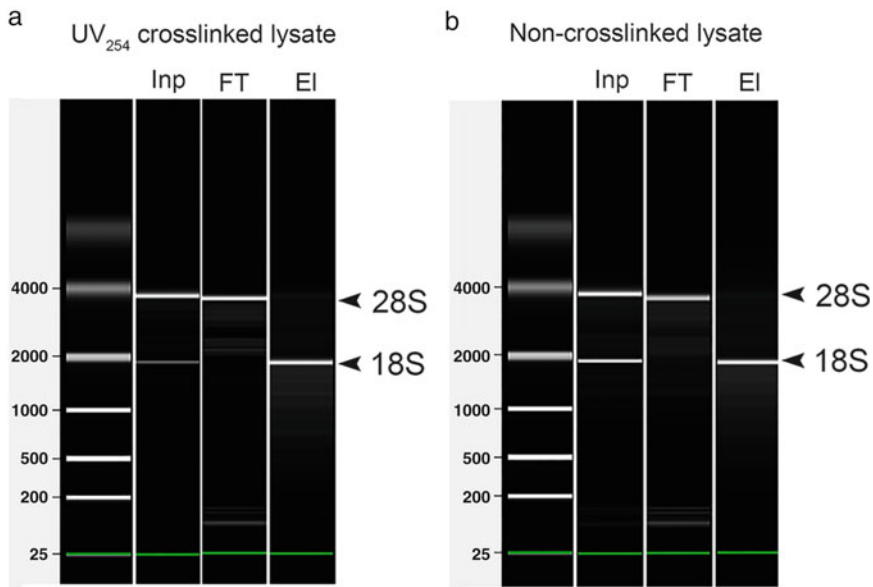 a
UV254 crosslinked lysate
Inp FT El
4000
2000
1000
500
200
25
28S
18S
b
Non-crosslinked lysate
Inp FT El
4000
2000
1000
500
200
25
28S
18S